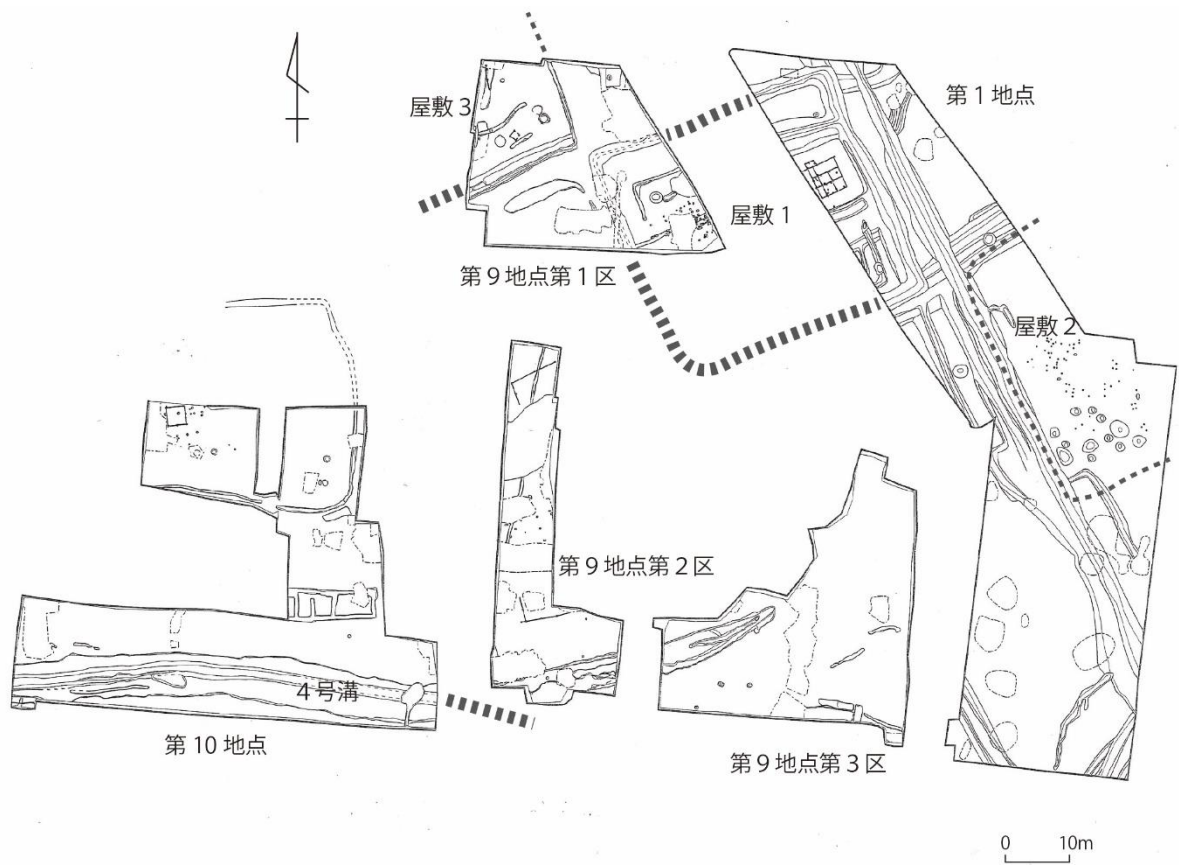 屋敷 3
第 1 地点
屋敷 1
第 9 地点第 1 区
屋敷 2
第 9 地点第 2 区
4 号溝
第 10 地点
第 9 地点第 3 区
0 10m